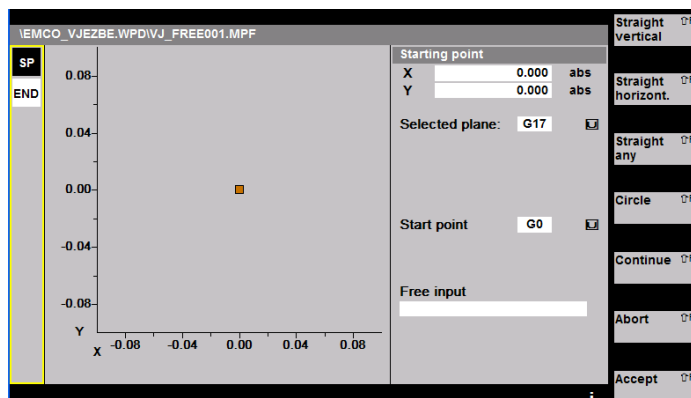 \EMCO_VJEZBE.WPD\VJ_FREE001.MPF
SP
END
0.08
0.04
0.00
-0.04
-0.08
Y
X
-0.08 -0.04 0.00 0.04 0.08
Starting point
X 0.000 abs
Y 0.000 abs
Selected plane: G17
Start point G0
Free input
Straight
vertical
Straight
horizont.
Straight
any
Circle
Continue
Abort
Accept